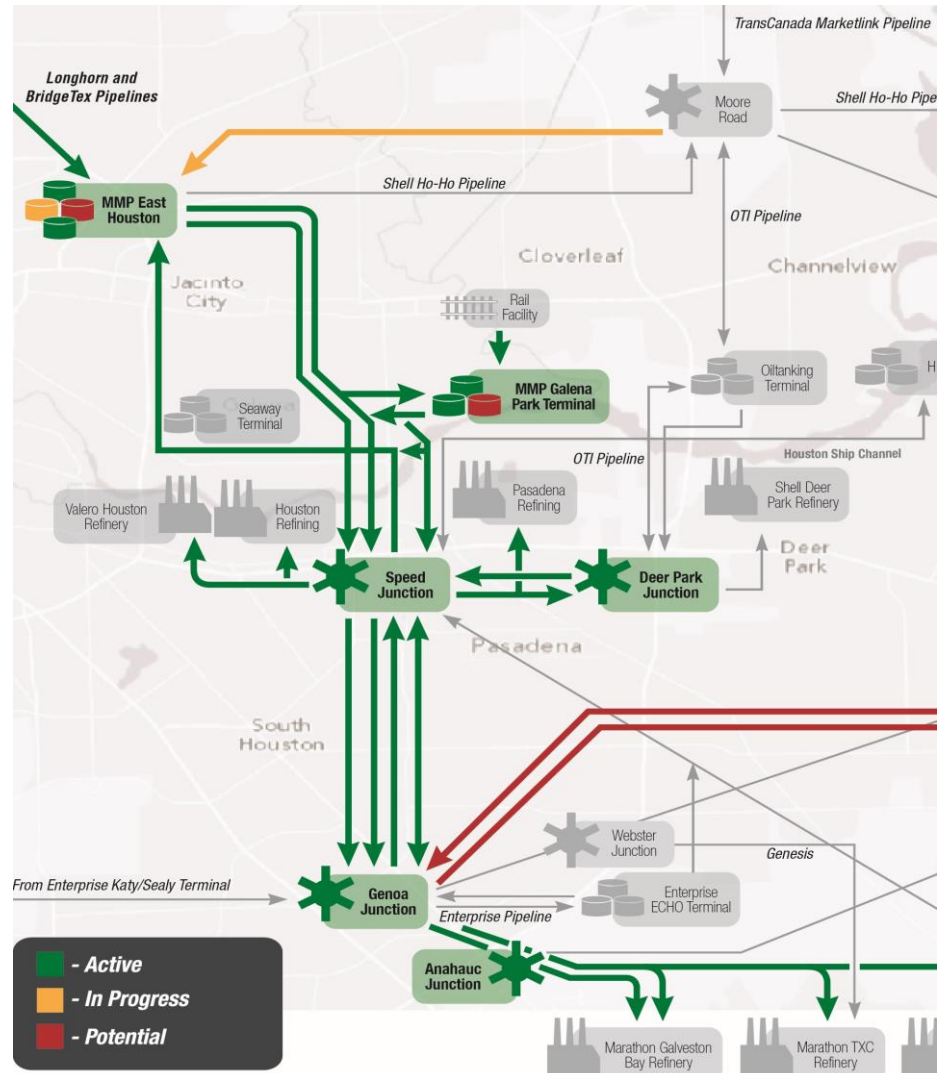 TransCanada Marketlink Pipeline
Longhorn and
BridgeTex Pipelines
Moore
Road
Shell Ho-Ho Pipe
MMP East
Houston
Shell Ho-Ho Pipeline
OTI Pipeline
Cloverleaf
Channelview
Jacinto
City
Rail
Facility
MMP Galena
Park Terminal
Oiltanking
Terminal
H
Seaway
Terminal
OTI Pipeline
Houston Ship Channel
Valero Houston
Refinery
Houston
Refining
Pasadena
Refining
Shell Deer
Park Refinery
Deer
Park
Speed
Junction
Deer Park
Junction
Pasadena
South
Houston
Webster
Junction
Genesis
From Enterprise Katy/Sealy Terminal
Genoa
Junction
Enterprise Pipeline
Enterprise
ECHO Terminal
Anahauc
Junction
- Active
- In Progress
- Potential
Marathon Galveston
Bay Refinery
Marathon TXC
Refinery